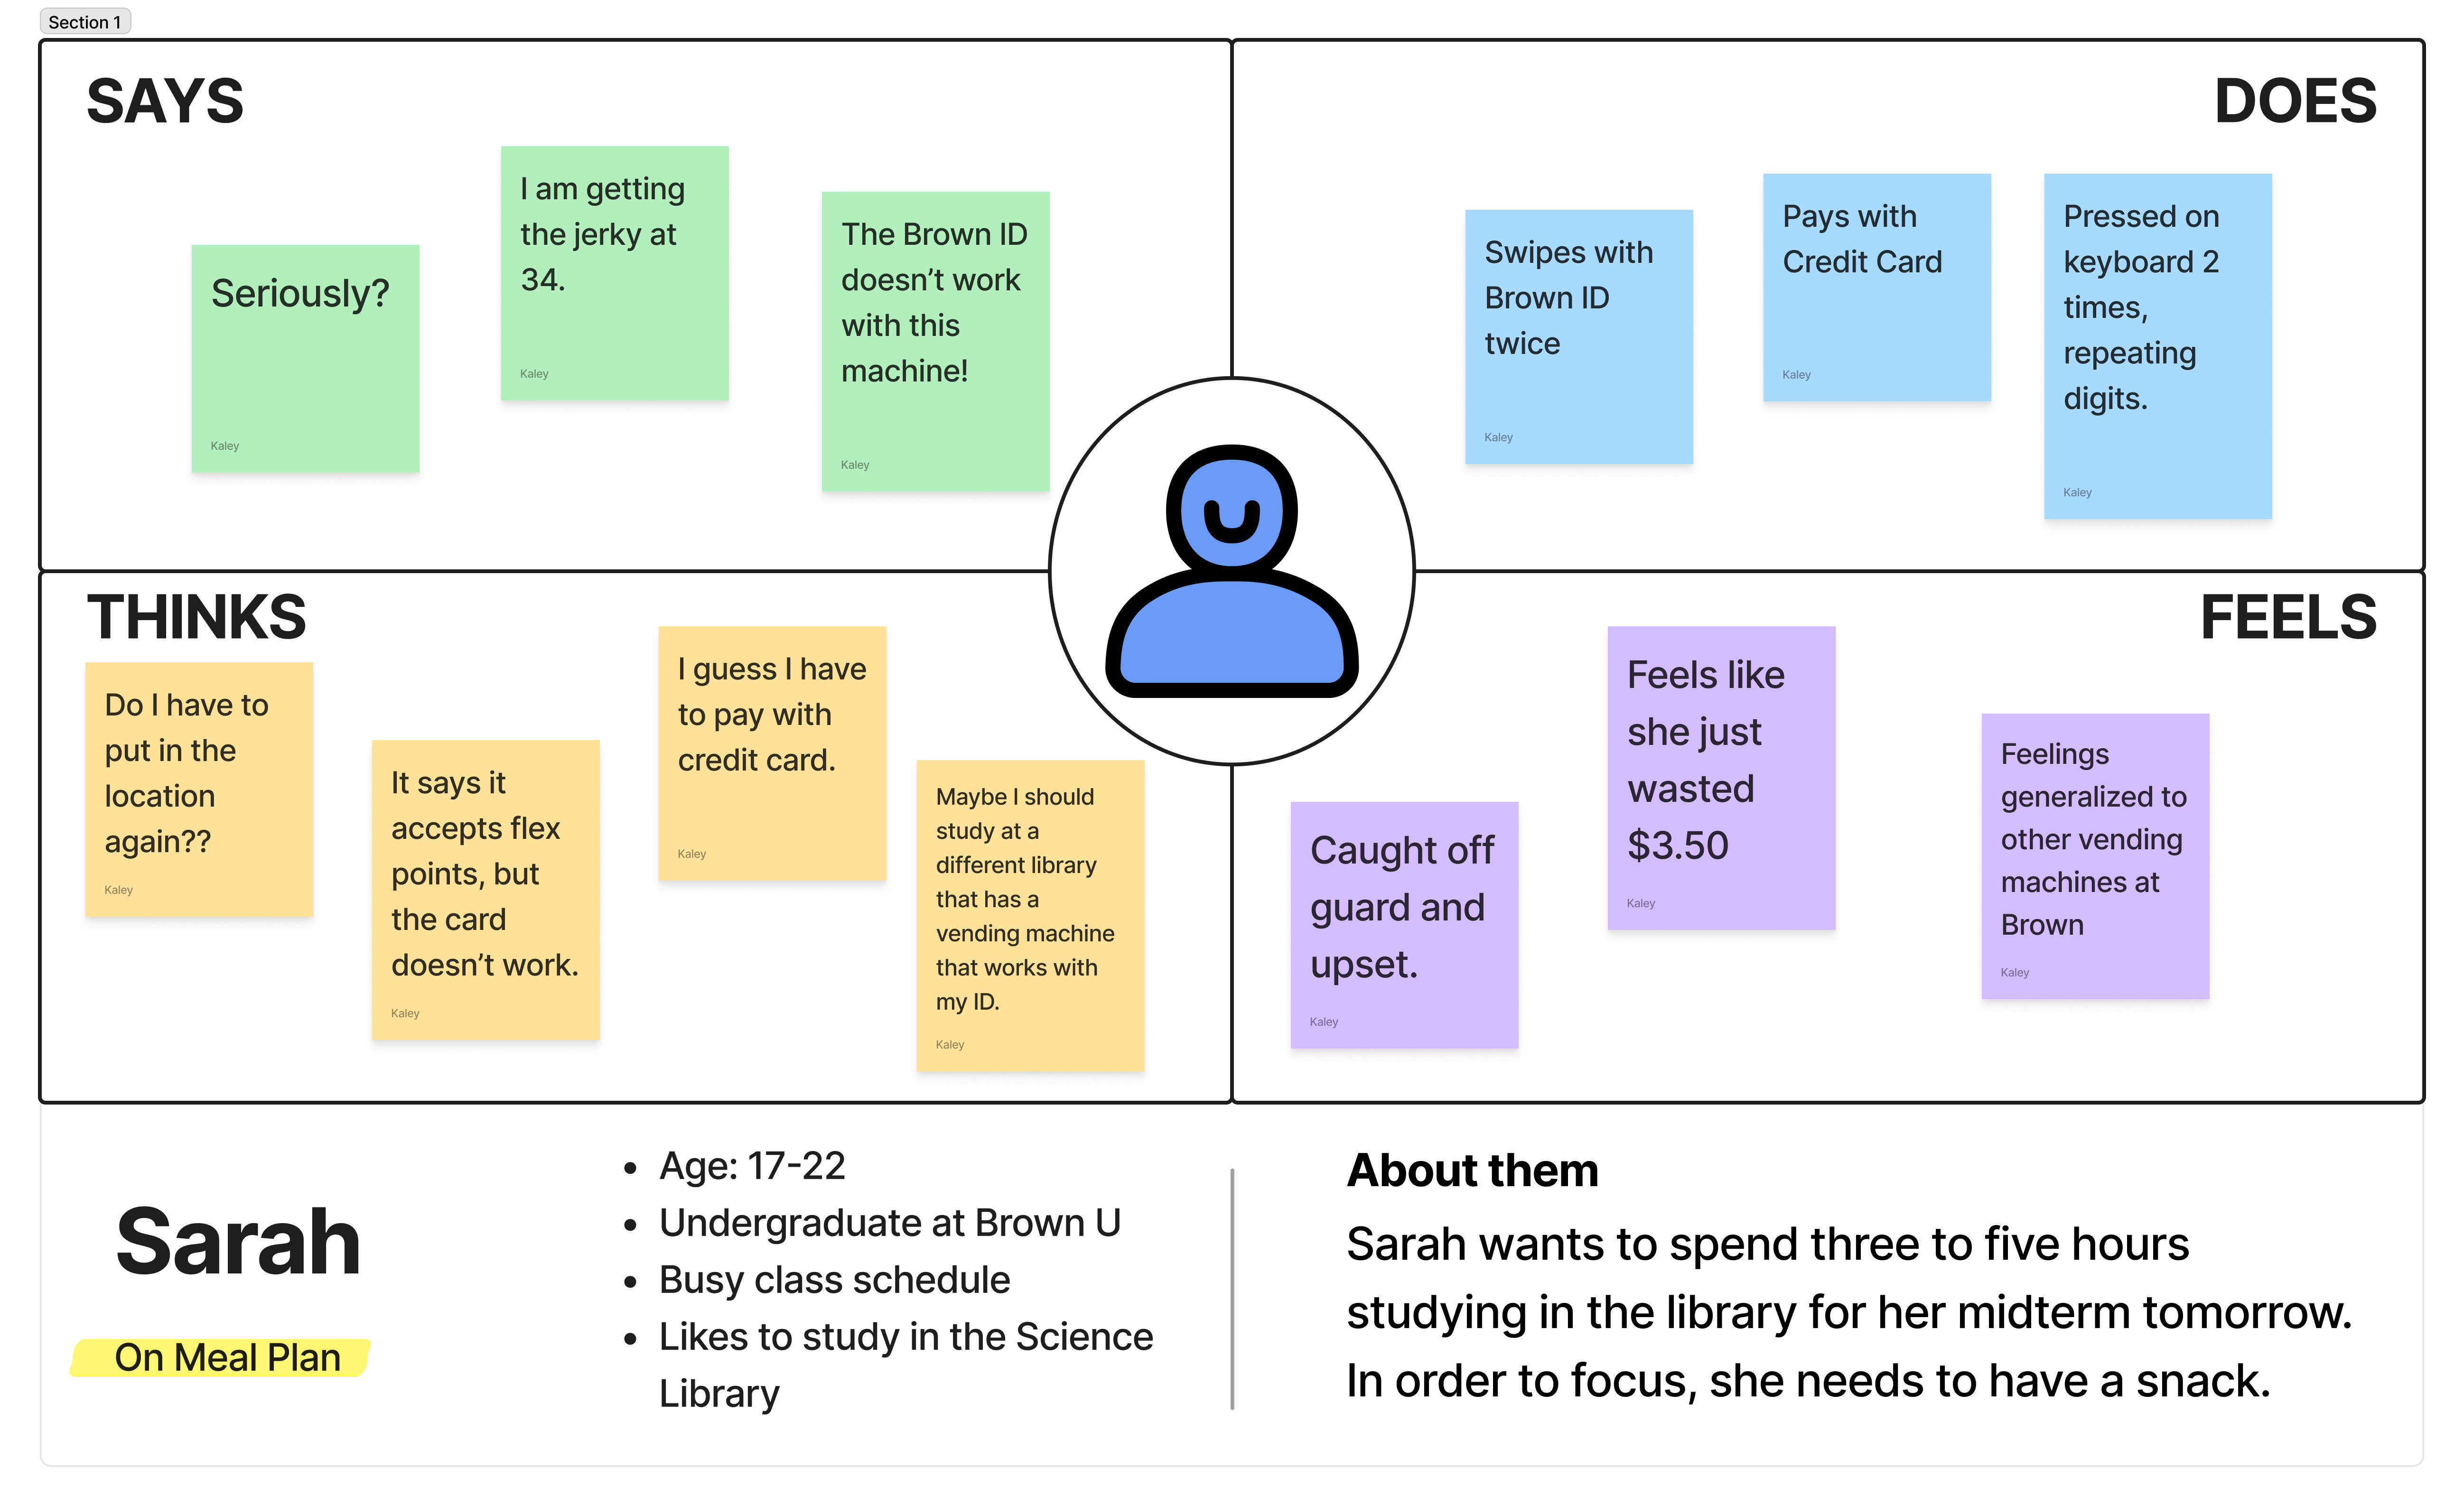 Section 1
SAYS
Seriously?
Kaley
I am getting
the jerky at
34.
Kaley
The Brown ID
doesn’t work
with this
machine!
Kaley
DOES
Swipes with
Brown ID
twice
Kaley
Pays with
Credit Card
Kaley
Pressed on
keyboard 2
times,
repeating
digits.
Kaley
THINKS
Do I have to
put in the
location
again??
Kaley
It says it
accepts flex
points, but
the card
doesn’t work.
Kaley
I guess I have
to pay with
credit card.
Kaley
Maybe I should
study at a
different library
that has a
vending machine
that works with
my ID.
Kaley
FEELS
Caught off
guard and
upset.
Kaley
Feels like
she just
wasted
$3.50
Kaley
Feelings
generalized to
other vending
machines at
Brown
Kaley
Sarah
On Meal Plan
• Age: 17-22
• Undergraduate at Brown U
• Busy class schedule
• Likes to study in the Science
Library
About them
Sarah wants to spend three to five hours
studying in the library for her midterm tomorrow.
In order to focus, she needs to have a snack.